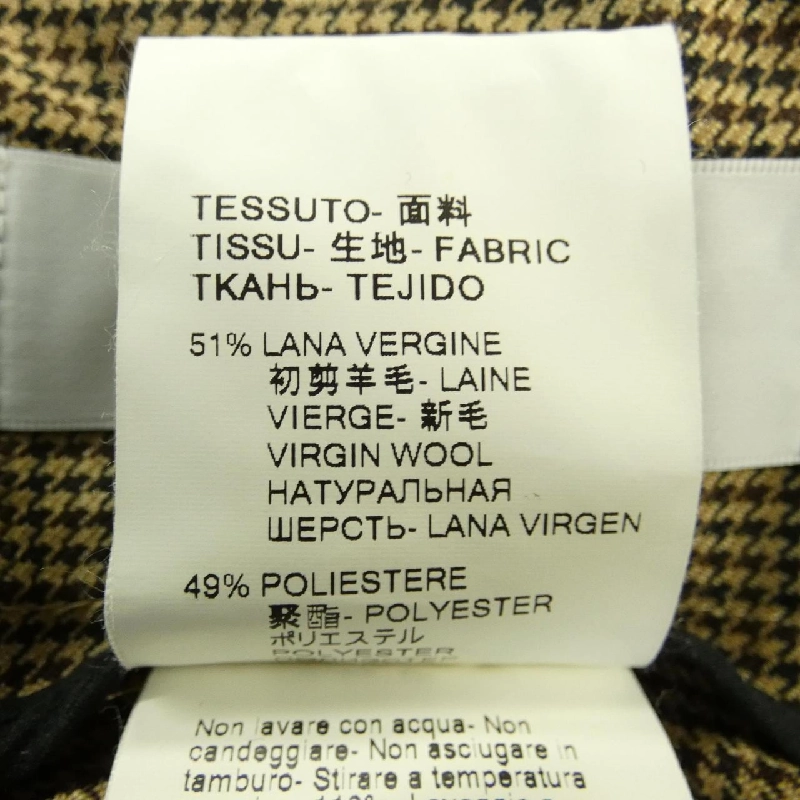 TESSUTO- 面料
TISSU- 生地- FABRIC
ТКАНЬ- TEJIDO
51% LANA VERGINE
初剪羊毛- LAINE
VIERGE- 新毛
VIRGIN WOOL
НАТУРАЛЬНАЯ
ШЕРСТЬ- LANA VIRGEN
49% POLIESTERE
聚酯- POLYESTER
ポリエステル
POLYESTER
Non lavare con acqua- Non
candeggiare- Non asciugare in
tamburo- Stirare a temperatura